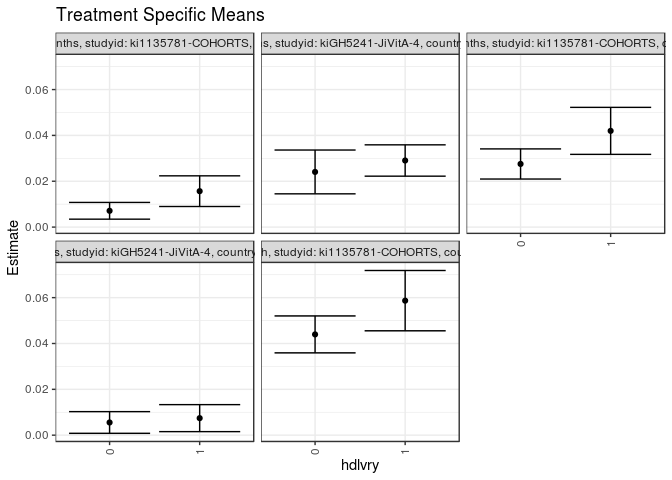 Treatment Specific Means
nths, studyid: ki1135781-COHORTS,
s, studyid: kiGH5241-JiVitA-4, countr
nths, studyid: ki1135781-COHORTS, c
0.06
0.04
0.02
0.00
0
1
s, studyid: kiGH5241-JiVitA-4, country
h, studyid: ki1135781-COHORTS, cou
0.06
0.04
0.02
0.00
0
1
0
1
Estimate
hdlvry